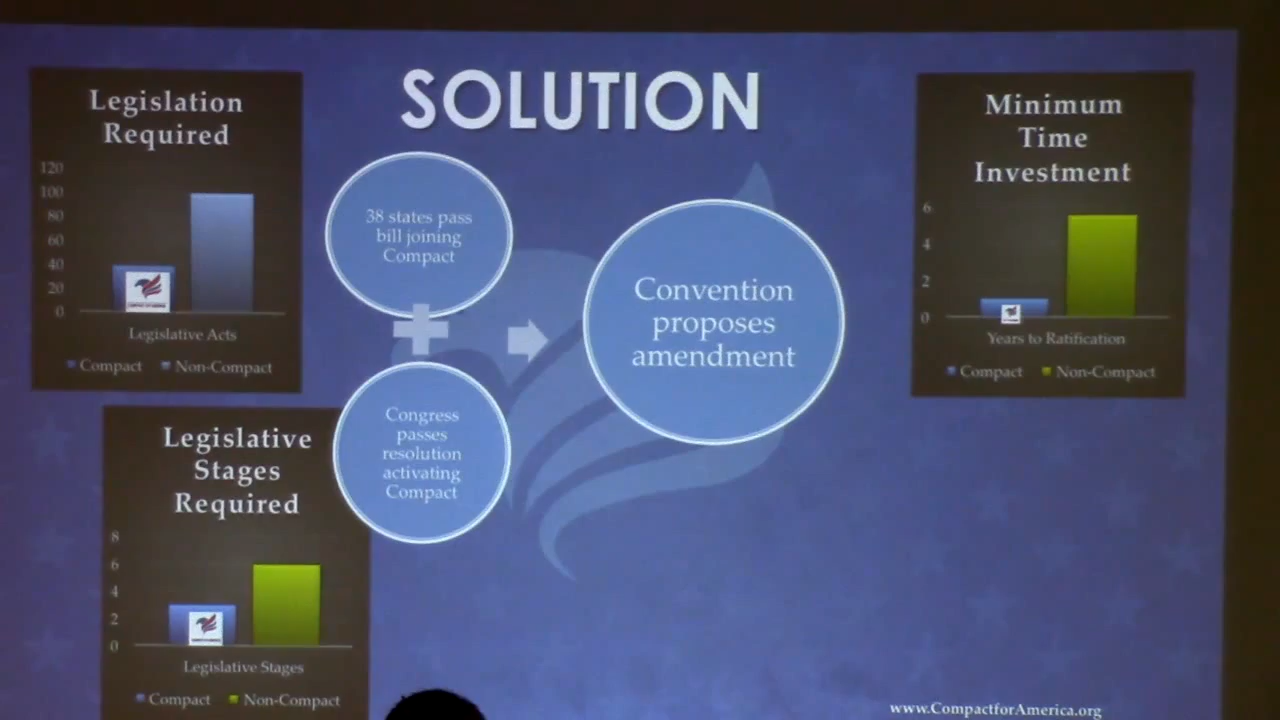 SOLUTION
Legislation
Required
120
100
80
60
40
20
0
Legislative Acts
Compact
Non-Compact
38 states pass
bill joining
Compact
Congress
passes
resolution
activating
Compact
Convention
proposes
amendment
Minimum
Time
Investment
6
4
2
0
Years to Ratification
Compact
Non-Compact
Legislative
Stages
Required
8
6
4
2
0
Legislative Stages
Compact
Non-Compact
www.CompactforAmerica.org